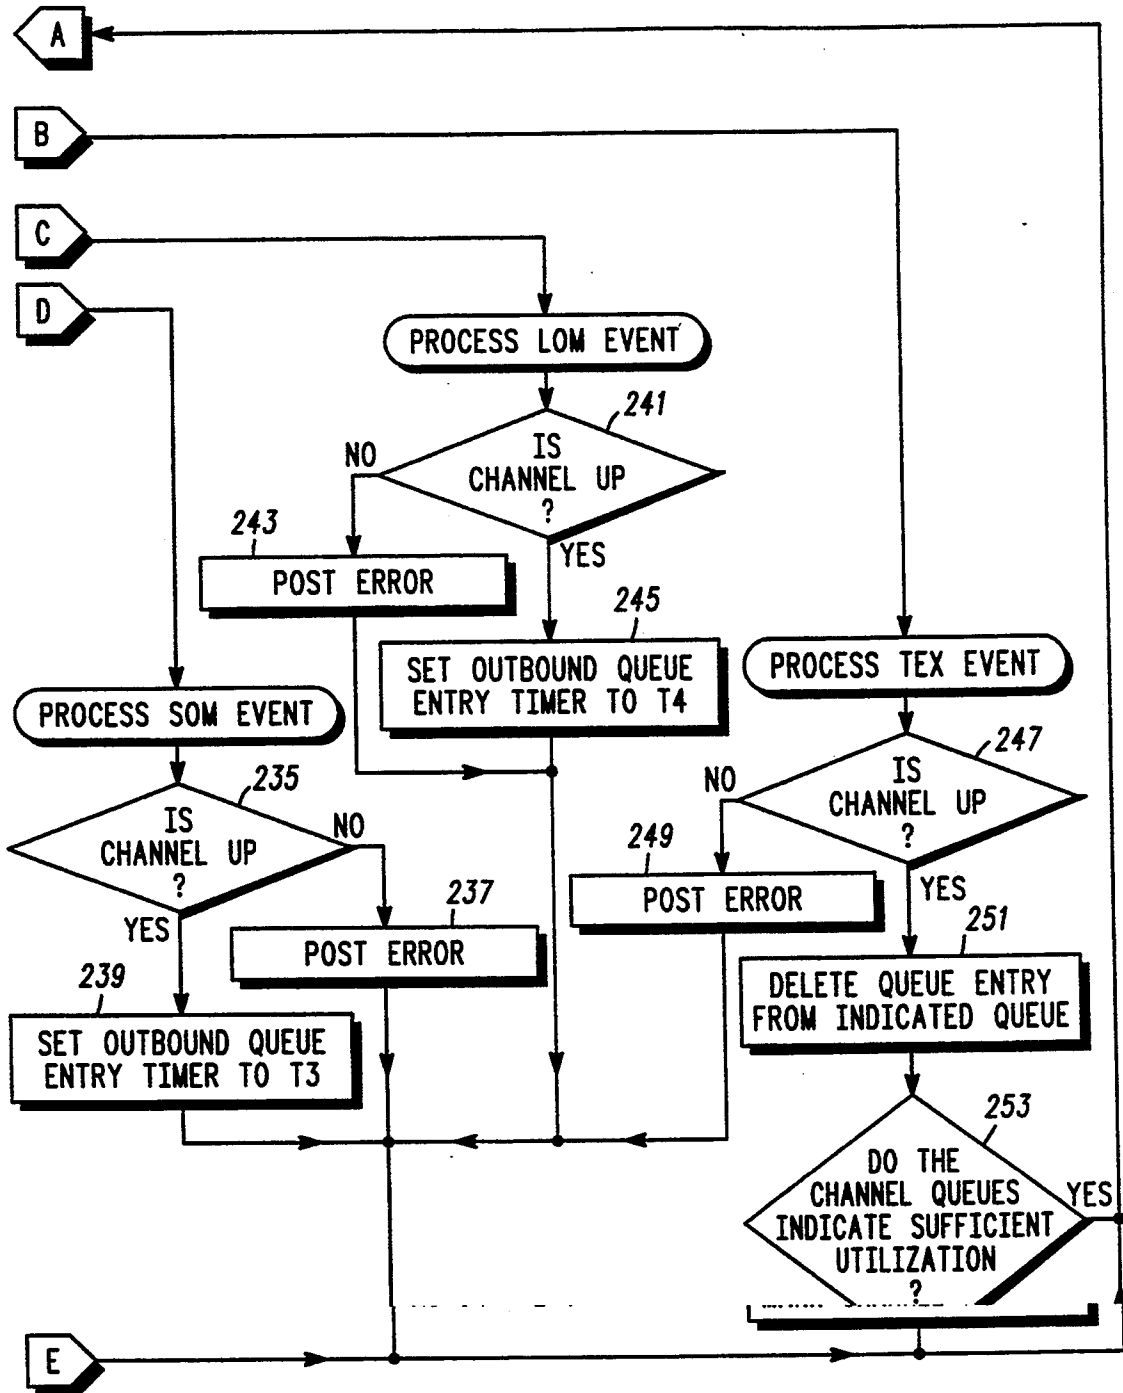 A
B
C
D
PROCESS LOM EVENT
241
IS
CHANNEL UP
?
NO
YES
243
POST ERROR
245
SET OUTBOUND QUEUE
ENTRY TIMER TO T4
PROCESS TEX EVENT
PROCESS SOM EVENT
247
IS
CHANNEL UP
?
NO
YES
235
IS
CHANNEL UP
?
NO
YES
249
POST ERROR
237
POST ERROR
251
DELETE QUEUE ENTRY
FROM INDICATED QUEUE
239
SET OUTBOUND QUEUE
ENTRY TIMER TO T3
253
DO THE
CHANNEL QUEUES
INDICATE SUFFICIENT
UTILIZATION
?
YES
E